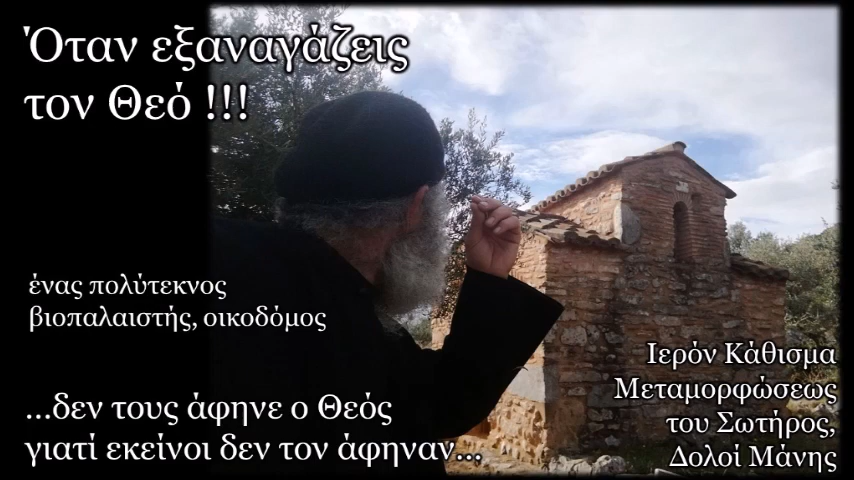 Όταν εξαναγάζεις
τον Θεό !!!
ένας πολύτεκνος
βιοπαλαιστής, οικοδόμος
...δεν τους άφηνε ο Θεός
γιατί εκείνοι δεν τον άφηναν...
Ιερόν Κάθισμα
Μεταμορφώσεως
του Σωτήρος,
Δολοί Μάνης